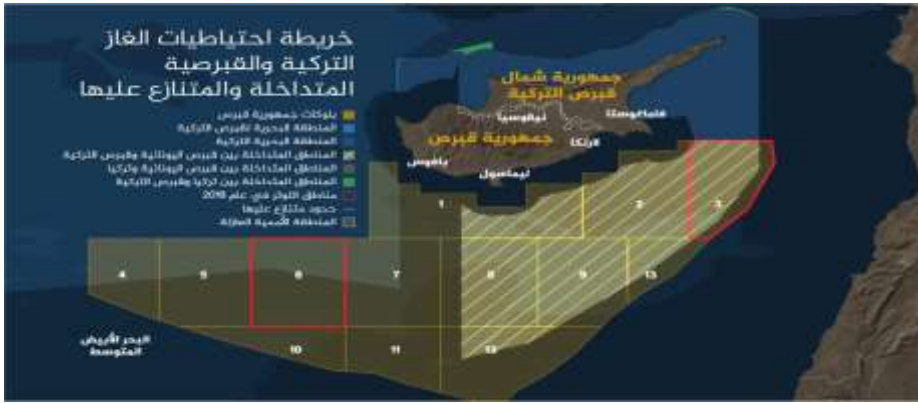 خريطة احتياطيات الغاز
التركية والقبرصية
المتداخلة والمتنازع عليها
بلوكات جمهورية قبرص
المنطقة البحرية لقبرص التركية
المنطقة البحرية التركية
المناطق المتداخلة بين قبرص اليونانية وقبرص التركية
المناطق المتداخلة بين قبرص اليونانية وتركيا
المناطق المتداخلة بين تركيا وقبرص التركية
مناطق التوتر في عام 2018
حدود متنازع عليها
المنطقة الأممية العازلة
جمهورية شمال
قبرص التركية
نيقوسيا
فاماغوستا
جمهورية قبرص
لارنكا
بافوس
ليماسول
1
2
3
4
5
6
7
8
9
13
10
11
12
البحر الأبيض
المتوسط